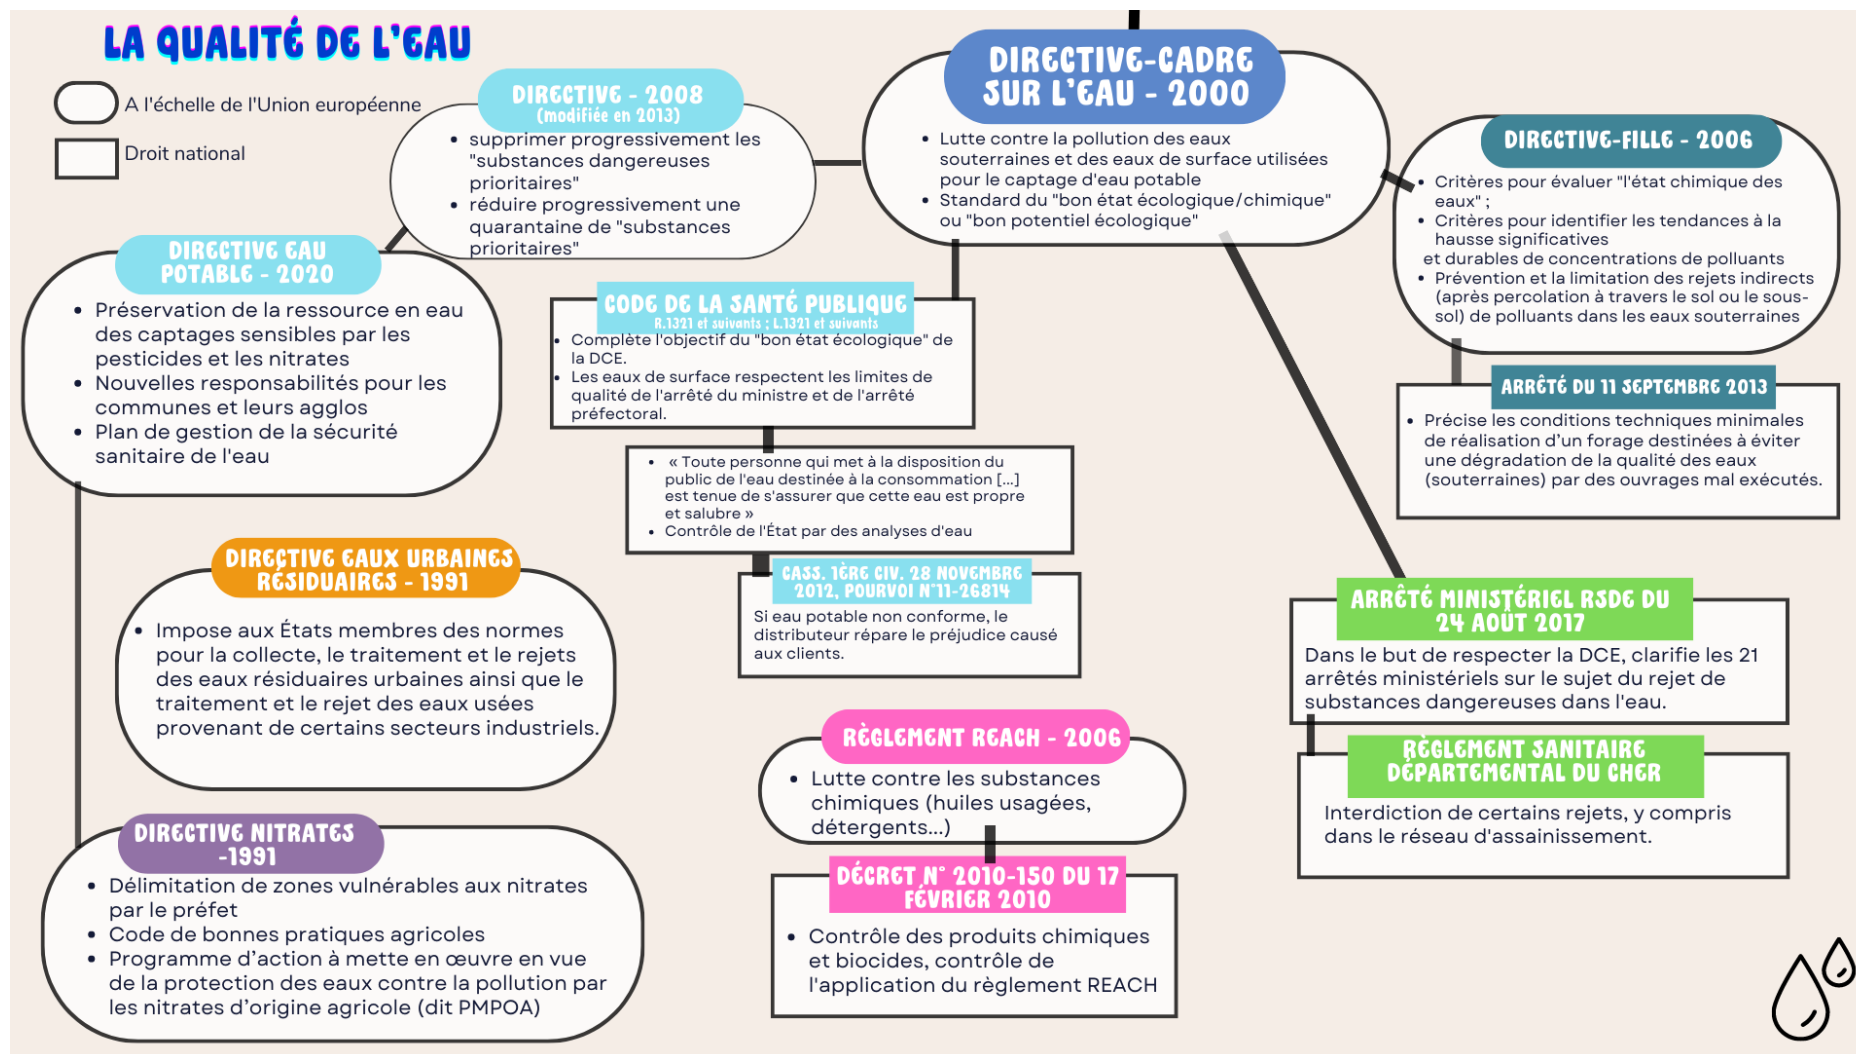 LA QUALITÉ DE L'EAU
A l'échelle de l'Union européenne
Droit national
DIRECTIVE - 2008
(modifiée en 2013)
• supprimer progressivement les
"substances dangereuses
prioritaires"
• réduire progressivement une
quarantaine de "substances
prioritaires"
DIRECTIVE-CADRE
SUR L'EAU - 2000
• Lutte contre la pollution des eaux
souterraines et des eaux de surface utilisées
pour le captage d'eau potable
• Standard du "bon état écologique/chimique"
ou "bon potentiel écologique"
DIRECTIVE-FILLE - 2006
• Critères pour évaluer "l'état chimique des
eaux" ;
• Critères pour identifier les tendances à la
hausse significatives
et durables de concentrations de polluants
• Prévention et la limitation des rejets indirects
(après percolation à travers le sol ou le sous-
sol) de polluants dans les eaux souterraines
DIRECTIVE EAU
POTABLE - 2020
• Préservation de la ressource en eau
des captages sensibles par les
pesticides et les nitrates
• Nouvelles responsabilités pour les
communes et leurs agglos
• Plan de gestion de la sécurité
sanitaire de l'eau
CODE DE LA SANTÉ PUBLIQUE
R.1321 et suivants ; L.1321 et suivants
• Complète l'objectif du "bon état écologique" de
la DCE.
• Les eaux de surface respectent les limites de
qualité de l'arrêté du ministre et de l'arrêté
préfectoral.
• « Toute personne qui met à la disposition du
public de l'eau destinée à la consommation [...]
est tenue de s'assurer que cette eau est propre
et salubre »
• Contrôle de l'État par des analyses d'eau
CASS. 1ÈRE CIV. 28 NOVEMBRE
2012, POURVOI N°11-26814
Si eau potable non conforme, le
distributeur répare le préjudice causé
aux clients.
ARRÊTÉ DU 11 SEPTEMBRE 2013
• Précise les conditions techniques minimales
de réalisation d’un forage destinées à éviter
une dégradation de la qualité des eaux
(souterraines) par des ouvrages mal exécutés.
DIRECTIVE EAUX URBAINES
RÉSIDUAIRES - 1991
• Impose aux États membres des normes
pour la collecte, le traitement et le rejets
des eaux résiduaires urbaines ainsi que le
traitement et le rejet des eaux usées
provenant de certains secteurs industriels.
ARRÊTÉ MINISTÉRIEL RSDE DU
24 AOÛT 2017
Dans le but de respecter la DCE, clarifie les 21
arrêtés ministériels sur le sujet du rejet de
substances dangereuses dans l'eau.
RÈGLEMENT REACH - 2006
• Lutte contre les substances
chimiques (huiles usagées,
détergents...)
RÈGLEMENT SANITAIRE
DÉPARTEMENTAL DU CHER
Interdiction de certains rejets, y compris
dans le réseau d'assainissement.
DIRECTIVE NITRATES
-1991
• Délimitation de zones vulnérables aux nitrates
par le préfet
• Code de bonnes pratiques agricoles
• Programme d’action à mette en œuvre en vue
de la protection des eaux contre la pollution par
les nitrates d’origine agricole (dit PMPOA)
DÉCRET N° 2010-150 DU 17
FÉVRIER 2010
• Contrôle des produits chimiques
et biocides, contrôle de
l'application du règlement REACH